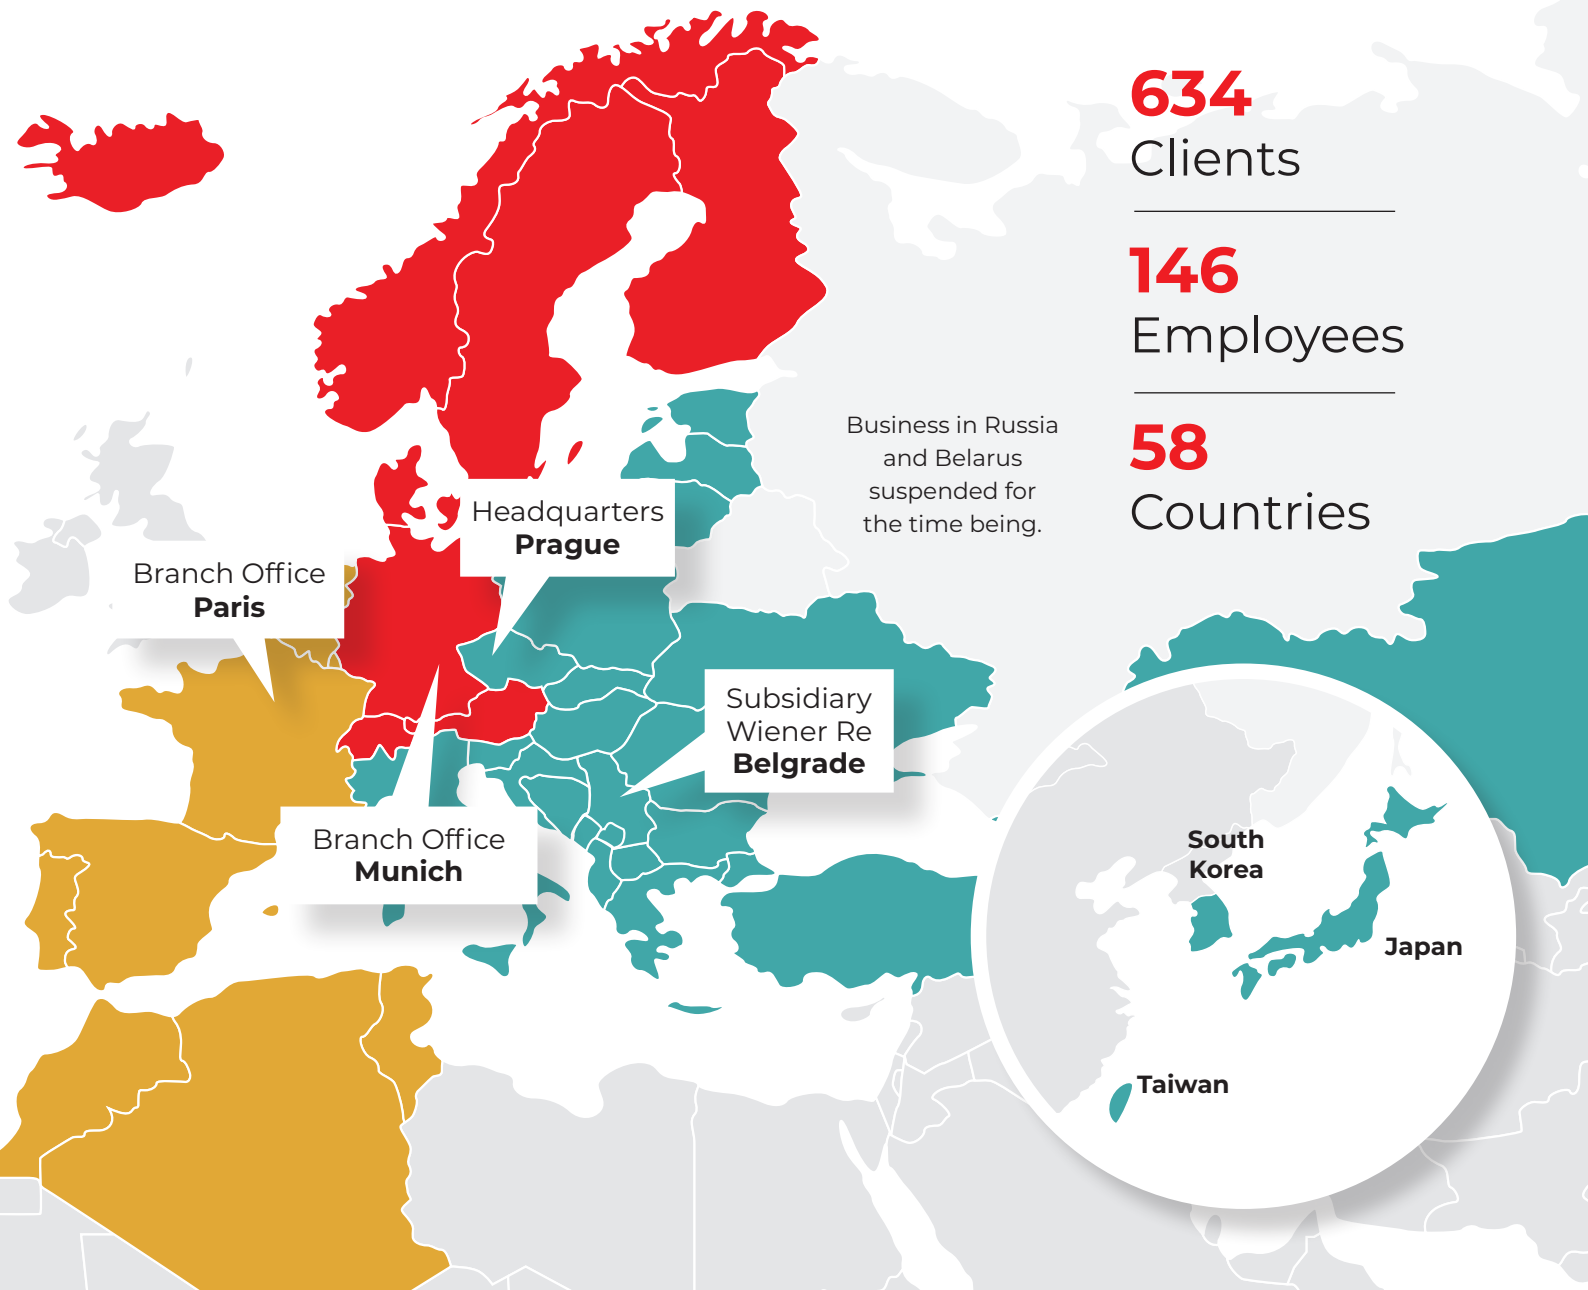 634
Clients
146
Employees
58
Countries
Business in Russia
and Belarus
suspended for
the time being.
Headquarters
Prague
Branch Office
Paris
Subsidiary
Wiener Re
Belgrade
Branch Office
Munich
South
Korea
Japan
Taiwan